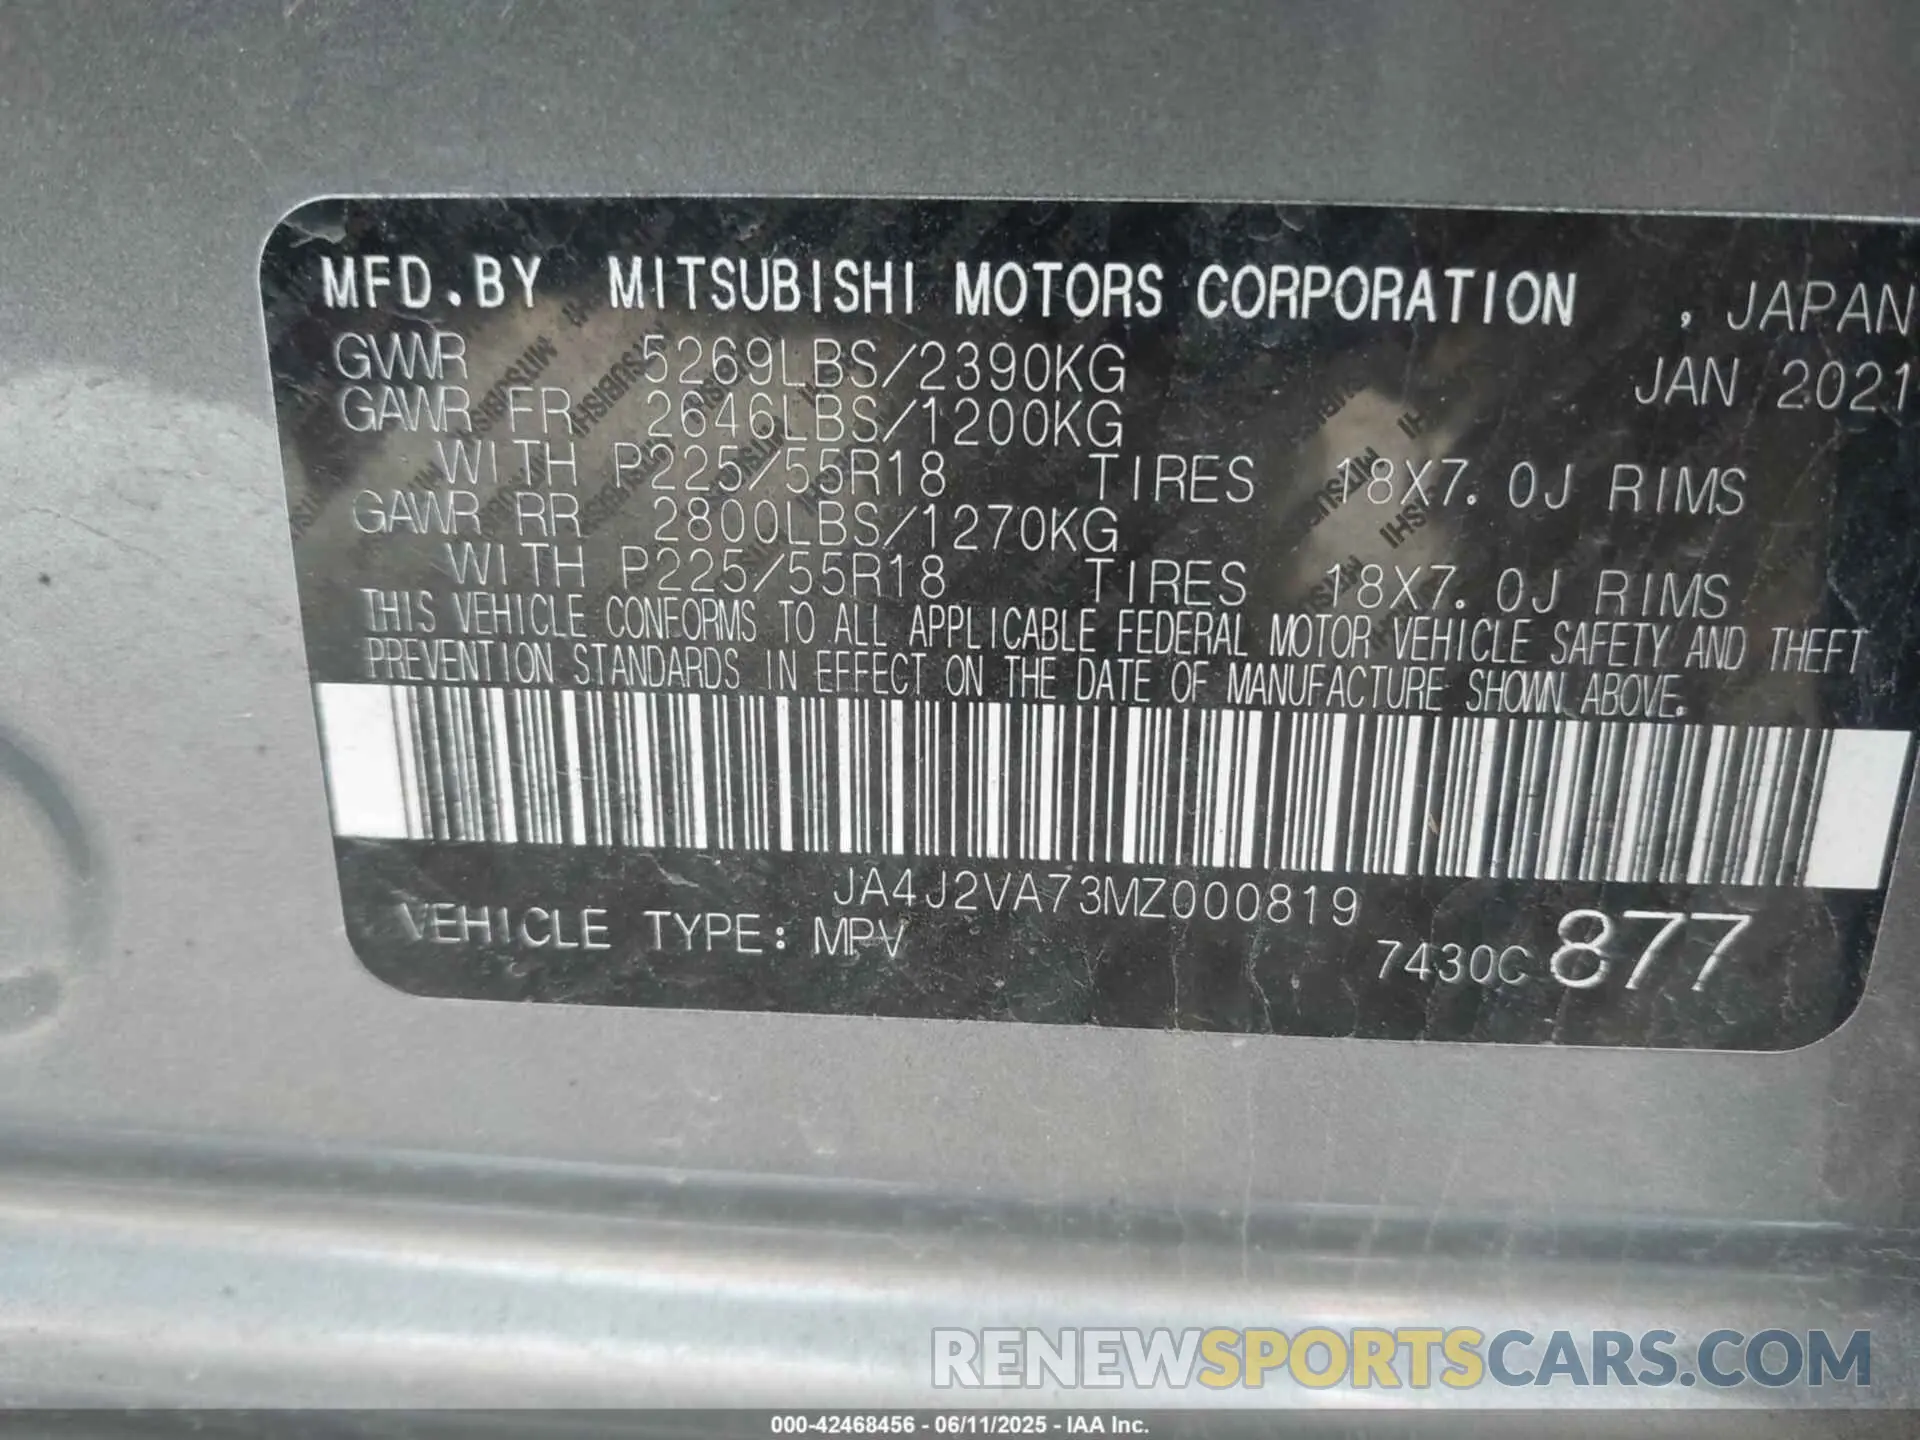 MFD.BY MITSUBISHI MOTORS CORPORATION , JAPAN
GVWR 5269LBS/2390KG JAN 2021
GAWR FR 2646LBS/1200KG
WITH P225/55R18 TIRES 18X7.0J RIMS
GAWR RR 2800LBS/1270KG
WITH P225/55R18 TIRES 18X7.0J RIMS
THIS VEHICLE CONFORMS TO ALL APPLICABLE FEDERAL MOTOR VEHICLE SAFETY AND THEFT
PREVENTION STANDARDS IN EFFECT ON THE DATE OF MANUFACTURE SHOWN ABOVE.
JA4J2VA73MZ000819
VEHICLE TYPE: MPV 7430C 877
RENEWSPORTSCARS.COM
000-42468456 - 06/11/2025 - IAA Inc.